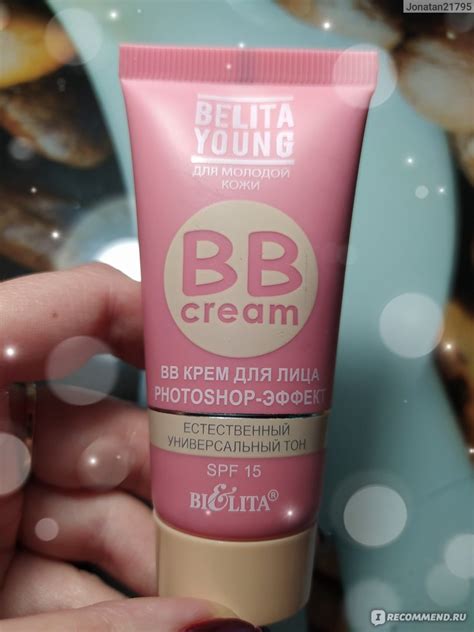 Jonatan21795
BELITA
YOUNG
ДЛЯ МОЛОДОЙ
КОЖИ
BB
cream
BB КРЕМ ДЛЯ ЛИЦА
PHOTOSHOP-ЭФФЕКТ
ЕСТЕСТВЕННЫЙ
УНИВЕРСАЛЬНЫЙ ТОН
SPF 15
BIELITA®
I RECOMMEND.RU